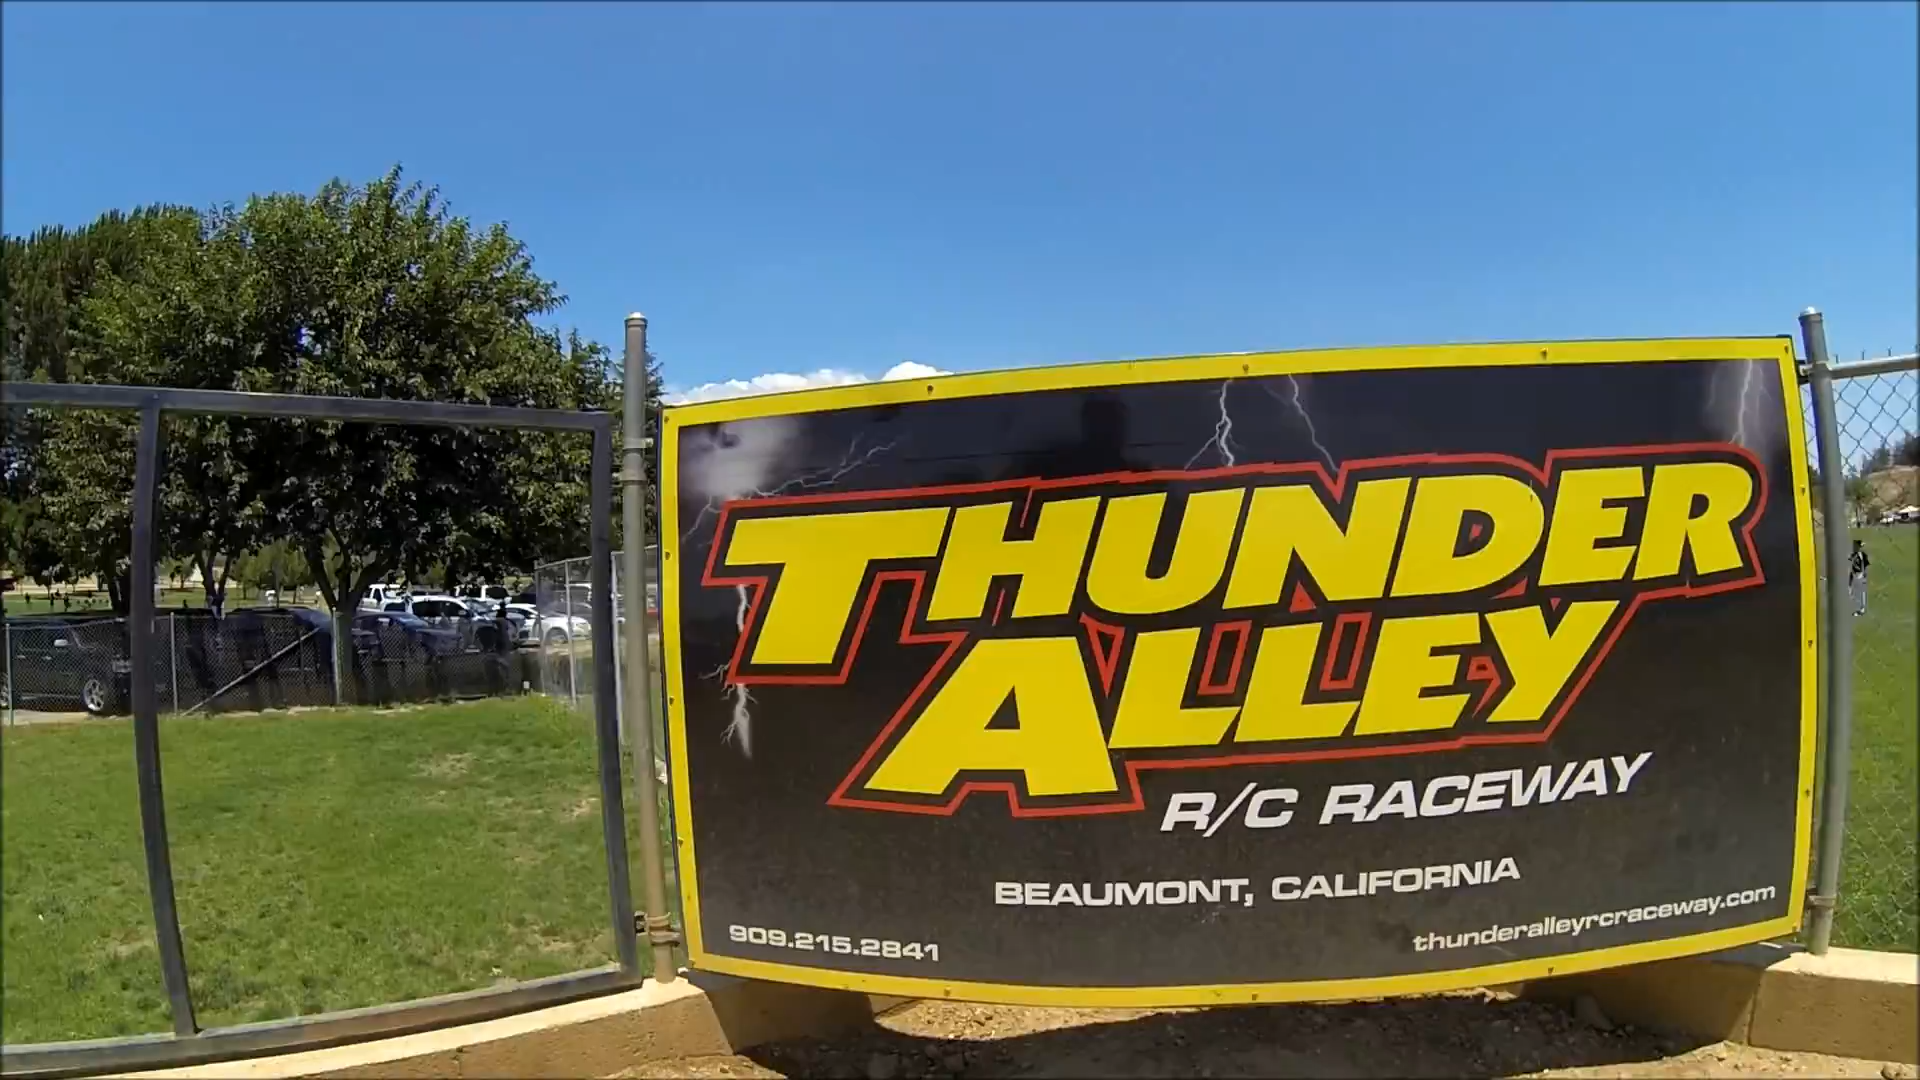 THUNDER
ALLEY
R/C RACEWAY
BEAUMONT, CALIFORNIA
909.215.2841
thunderalleyrcraceway.com